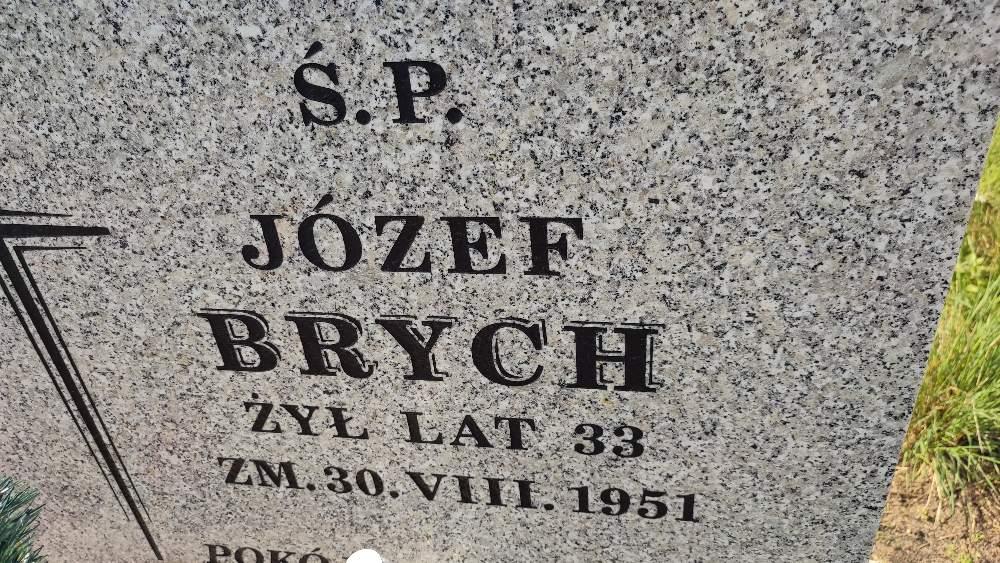 Ś.P.
JÓZEF
BRYCH
ŻYŁ LAT 33
ZM. 30. VIII. 1951